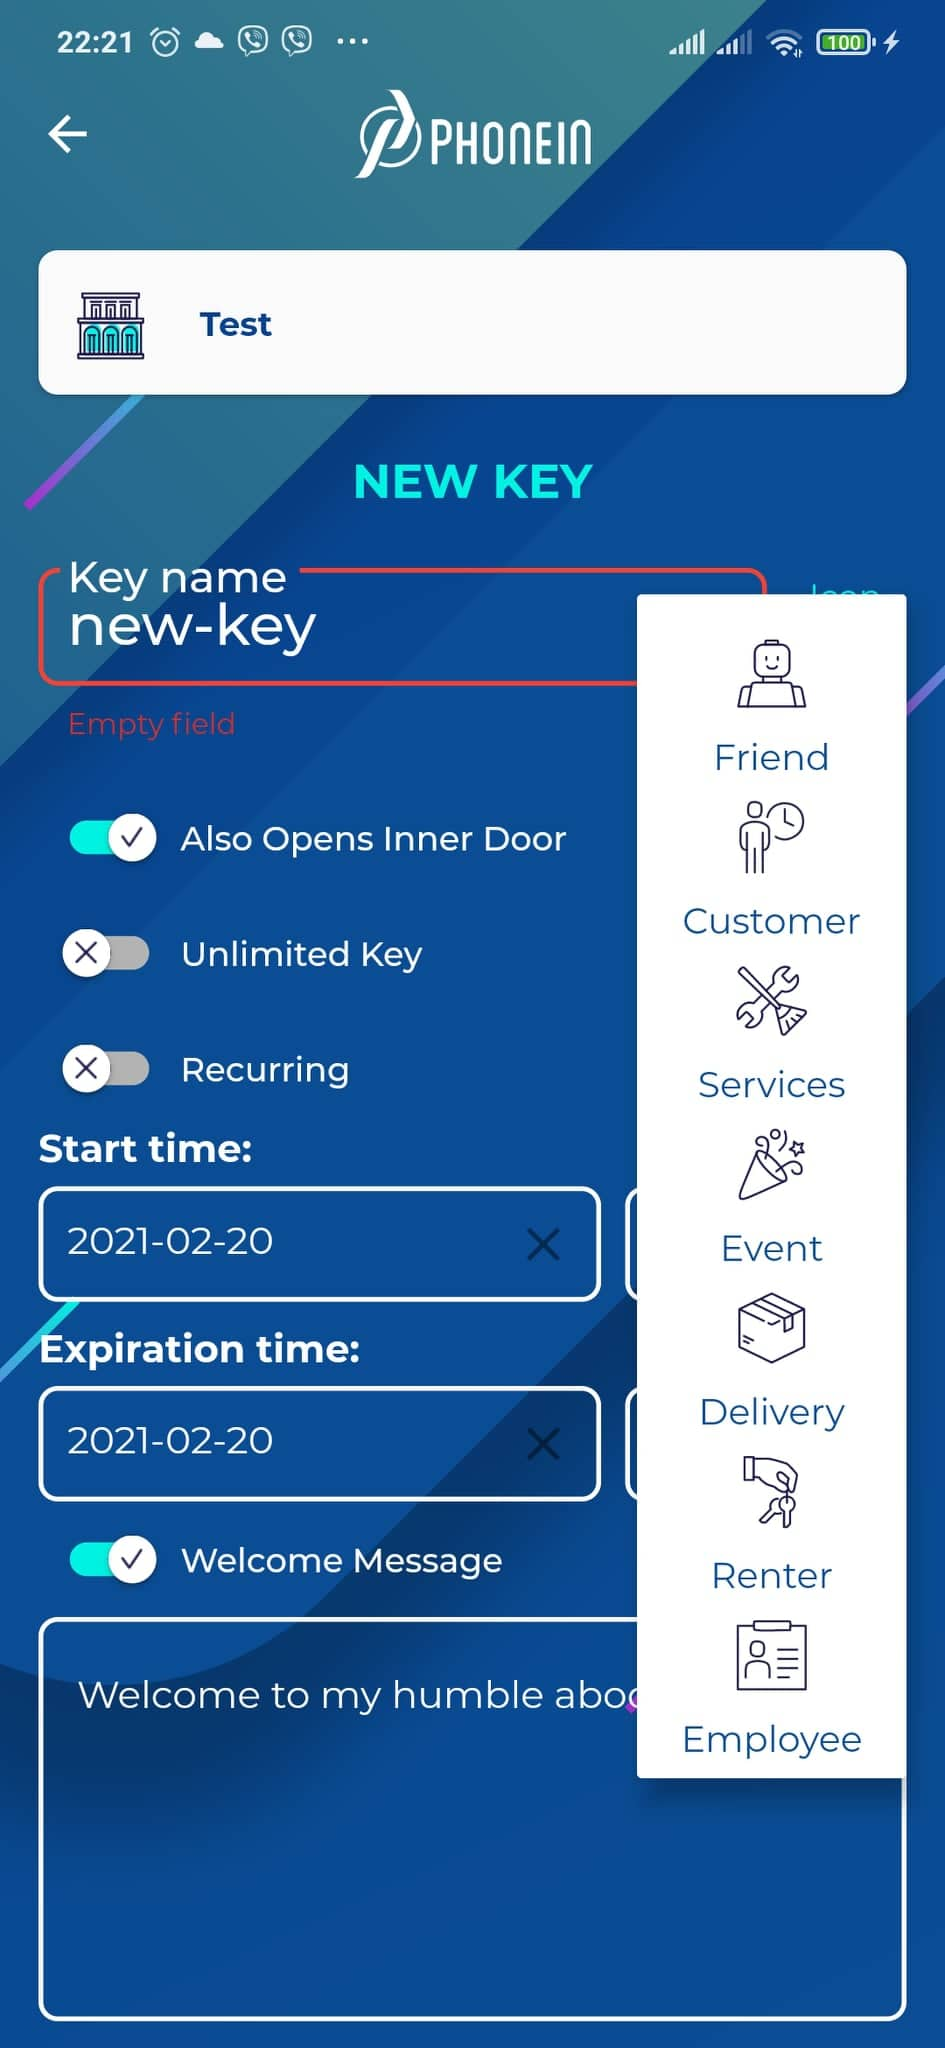 22:21
100
PHONEIN
Test
NEW KEY
Key name
Icon
new-key
Empty field
Friend
Also Opens Inner Door
Customer
Unlimited Key
Recurring
Services
Start time:
2021-02-20
Event
Expiration time:
2021-02-20
Delivery
Welcome Message
Renter
Welcome to my humble
Employee